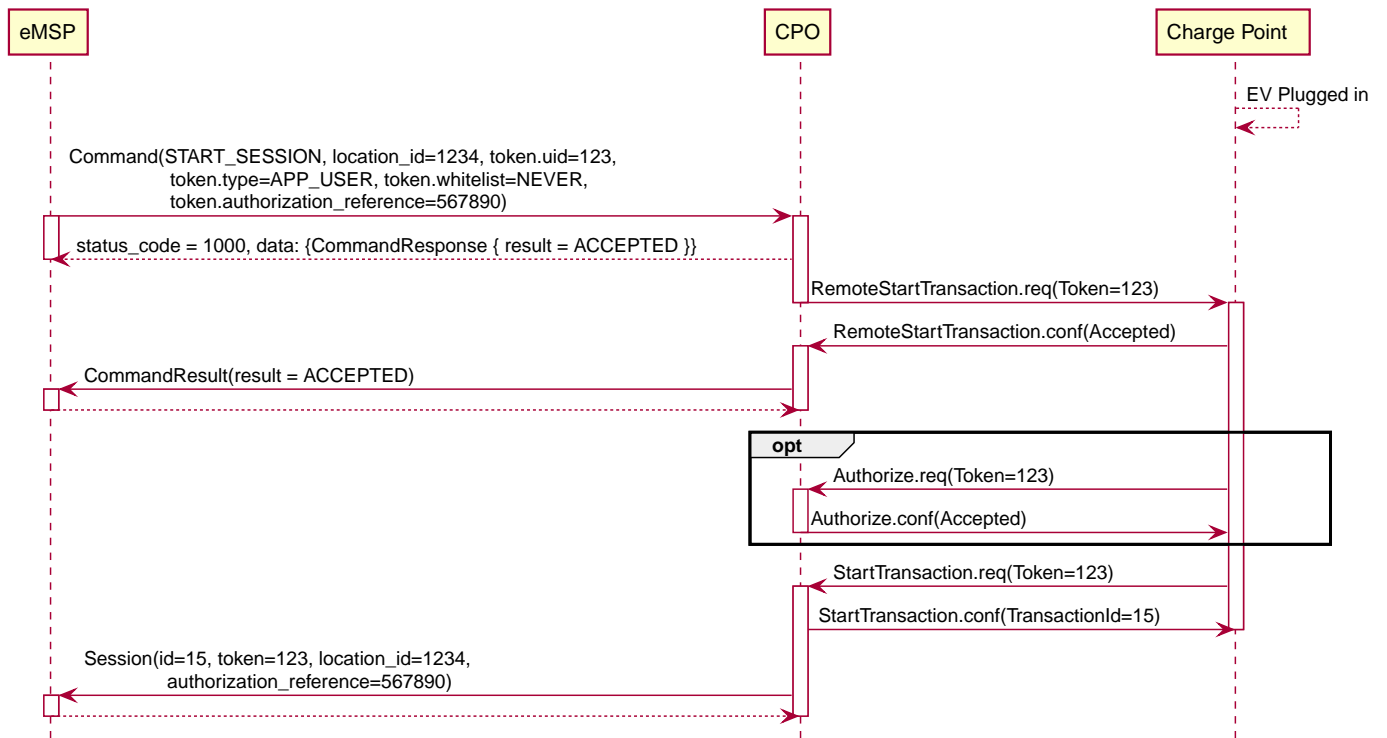 eMSP
CPO
Charge Point
EV Plugged in
Command(START_SESSION, location_id=1234, token.uid=123,
token.type=APP_USER, token.whitelist=NEVER,
token.authorization_reference=567890)
status_code = 1000, data: {CommandResponse { result = ACCEPTED }}
RemoteStartTransaction.req(Token=123)
RemoteStartTransaction.conf(Accepted)
CommandResult(result = ACCEPTED)
opt
Authorize.req(Token=123)
Authorize.conf(Accepted)
StartTransaction.req(Token=123)
StartTransaction.conf(TransactionId=15)
Session(id=15, token=123, location_id=1234,
authorization_reference=567890)